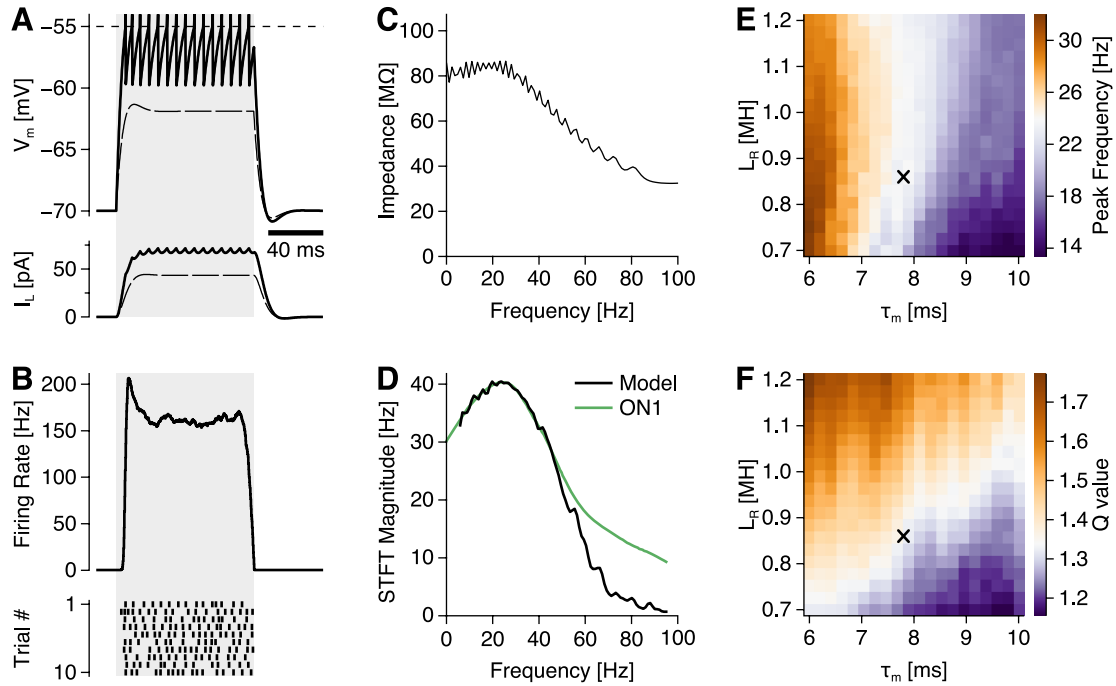 A
−55
−60
−65
−70
V_m [mV]
50
0
I_L [pA]
40 ms
B
200
150
100
50
0
Firing Rate (Hz)
1
10
Trial #
C
100
80
60
40
20
0
Impedance [MΩ]
0 20 40 60 80 100
Frequency [Hz]
D
40
30
20
10
0
STFT Magnitude [Hz]
Model
ON1
0 20 40 60 80 100
Frequency [Hz]
E
1.2
1.1
1.0
0.9
0.8
0.7
L_R [MH]
×
6 7 8 9 10
τ_m [ms]
30
26
22
18
14
Peak Frequency [Hz]
F
1.2
1.1
1.0
0.9
0.8
0.7
L_R [MH]
×
6 7 8 9 10
τ_m [ms]
1.7
1.6
1.5
1.4
1.3
1.2
Q value